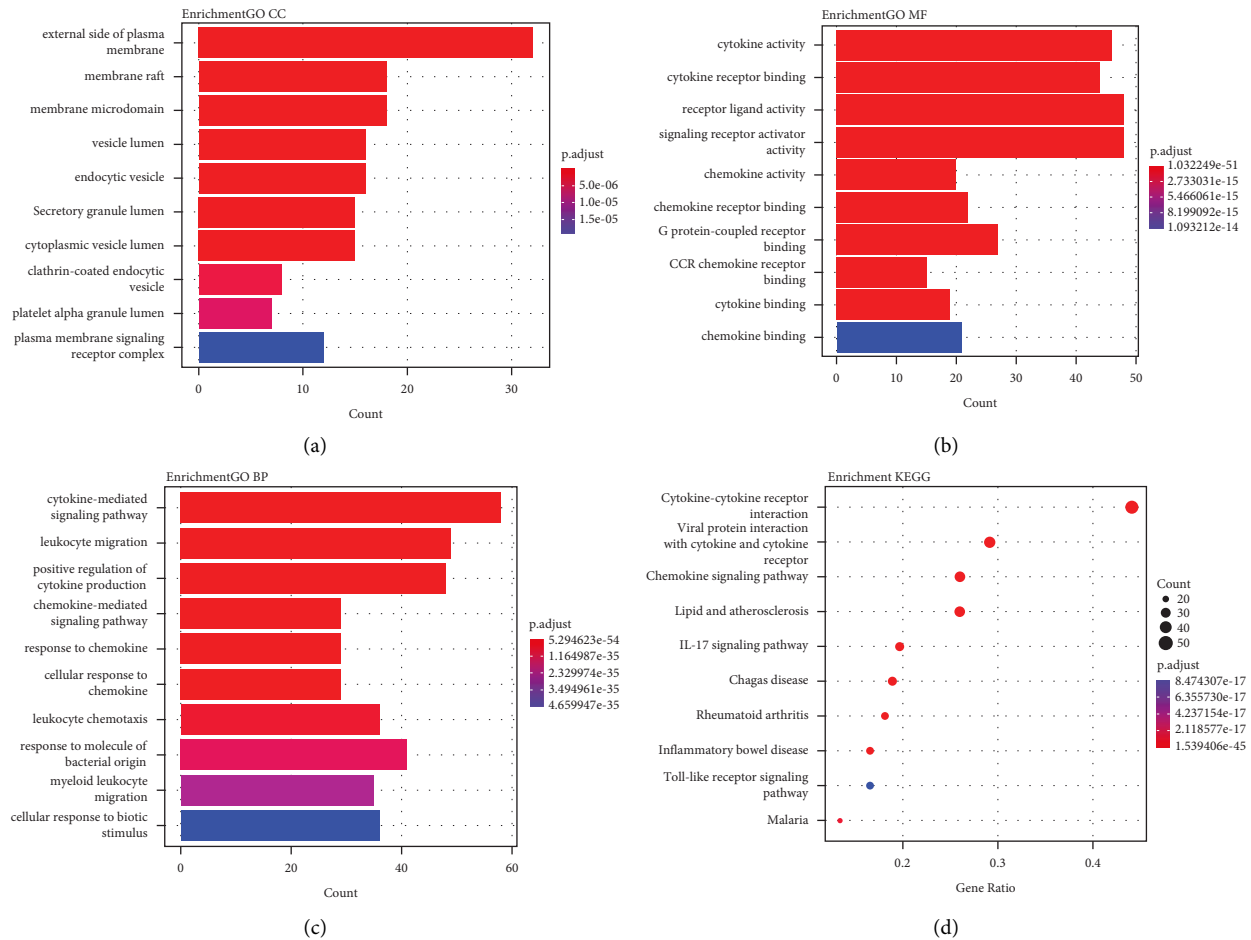 EnrichmentGO CC
external side of plasma
membrane
membrane raft
membrane microdomain
vesicle lumen
endocytic vesicle
Secretory granule lumen
cytoplasmic vesicle lumen
clathrin-coated endocytic
vesicle
platelet alpha granule lumen
plasma membrane signaling
receptor complex
0 10 20 30
Count
p.adjust
5.0e-06
1.0e-05
1.5e-05
(a)
EnrichmentGO MF
cytokine activity
cytokine receptor binding
receptor ligand activity
signaling receptor activator
activity
chemokine activity
chemokine receptor binding
G protein-coupled receptor
binding
CCR chemokine receptor
binding
cytokine binding
chemokine binding
0 10 20 30 40 50
Count
p.adjust
1.032249e-51
2.733031e-15
5.466061e-15
8.199092e-15
1.093212e-14
(b)
EnrichmentGO BP
cytokine-mediated
signaling pathway
leukocyte migration
positive regulation of
cytokine production
chemokine-mediated
signaling pathway
response to chemokine
cellular response to
chemokine
leukocyte chemotaxis
response to molecule of
bacterial origin
myeloid leukocyte
migration
cellular response to biotic
stimulus
0 20 40 60
Count
p.adjust
5.294623e-54
1.164987e-35
2.329974e-35
3.494961e-35
4.659947e-35
(c)
Enrichment KEGG
Cytokine-cytokine receptor
interaction
Viral protein interaction
with cytokine and cytokine
receptor
Chemokine signaling pathway
Lipid and atherosclerosis
IL-17 signaling pathway
Chagas disease
Rheumatoid arthritis
Inflammatory bowel disease
Toll-like receptor signaling
pathway
Malaria
0.2 0.3 0.4
Gene Ratio
Count
20
30
40
50
p.adjust
8.474307e-17
6.355730e-17
4.237154e-17
2.118577e-17
1.539406e-45
(d)